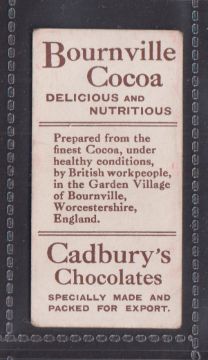 Bournville
Cocoa
DELICIOUS AND
NUTRITIOUS
Prepared from the
finest Cocoa, under
healthy conditions,
by British workpeople,
in the Garden Village
of Bournville,
Worcestershire,
England.
Cadbury's
Chocolates
SPECIALLY MADE AND
PACKED FOR EXPORT.